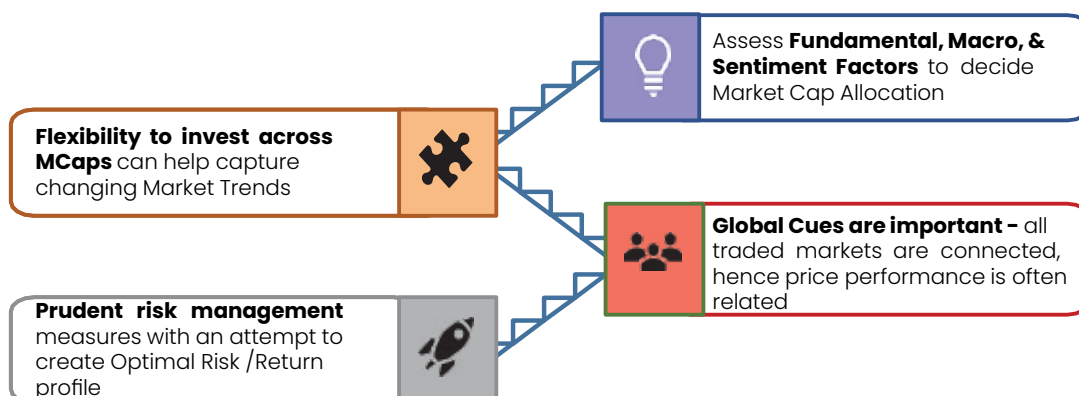 Assess Fundamental, Macro, &
Sentiment Factors to decide
Market Cap Allocation
Flexibility to invest across
MCaps can help capture
changing Market Trends
Global Cues are important - all
traded markets are connected,
hence price performance is often
related
Prudent risk management
measures with an attempt to
create Optimal Risk /Return
profile